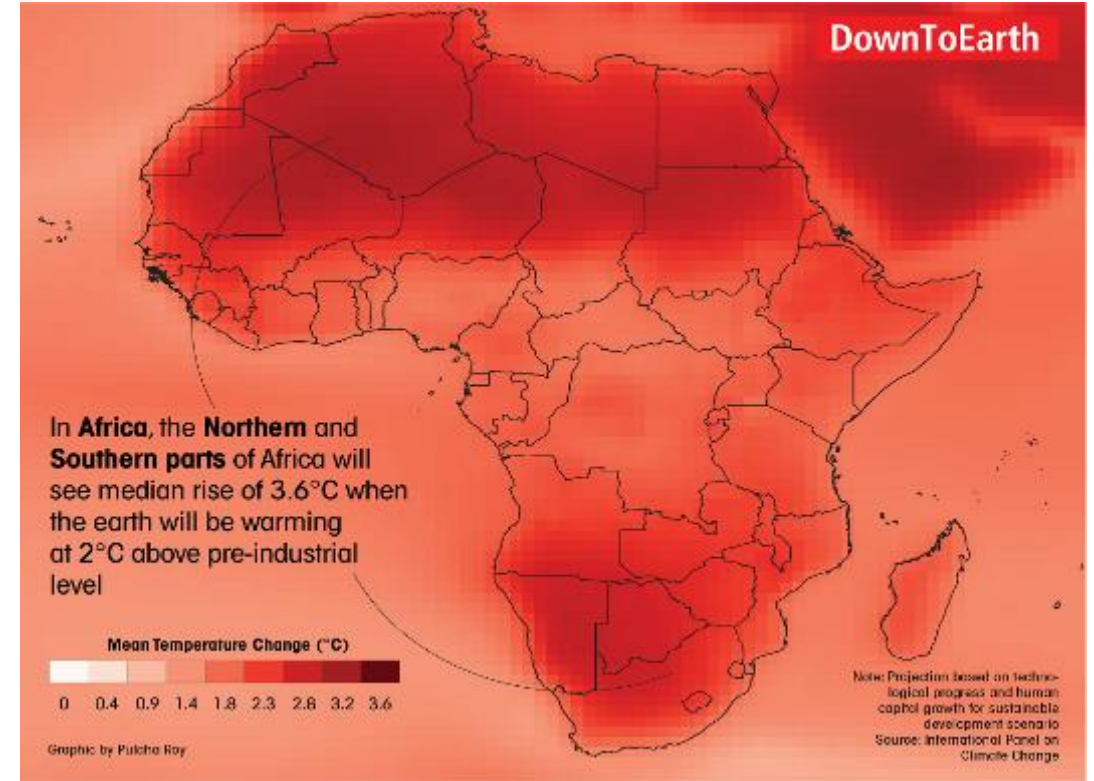 DownToEarth
In Africa, the Northern and
Southern parts of Africa will
see median rise of 3.6°C when
the earth will be warming
at 2°C above pre-industrial
level
Mean Temperature Change (°C)
0 0.4 0.9 1.4 1.8 2.3 2.8 3.2 3.6
Note: Projection based on techno-
logical progress and human
capital growth for sustainable
development scenario
Source: International Panel on
Climate Change
Graphic by Pulaha Roy